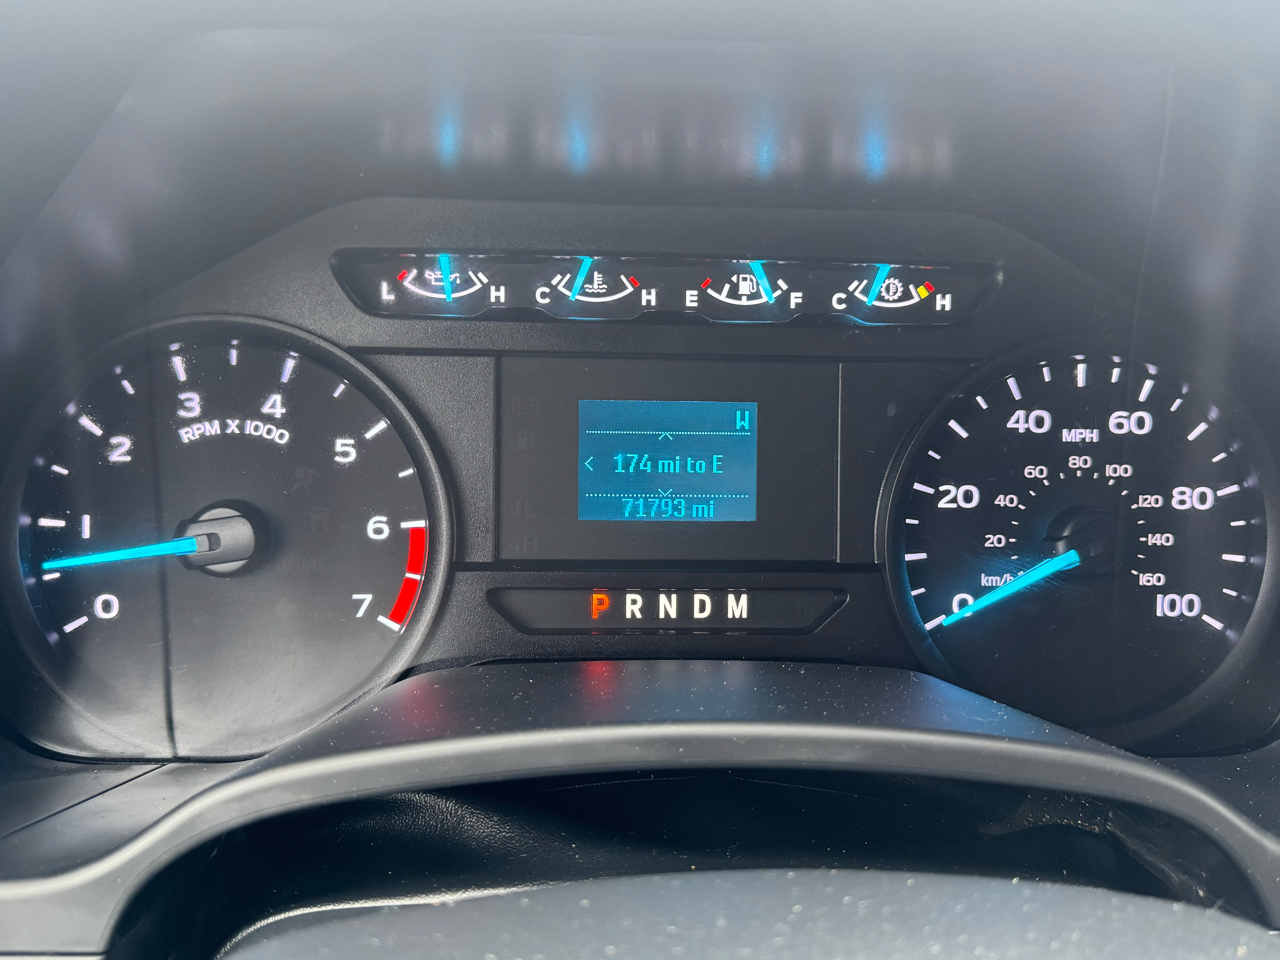 L H C H E F C H
0 1 2 3 4 5 6 7
RPM X 1000
W
< 174 mi to E
71793 mi
P R N D M
0 20 40 60 80 100
MPH
20 40 60 80 100 120 140 160
km/h
4H